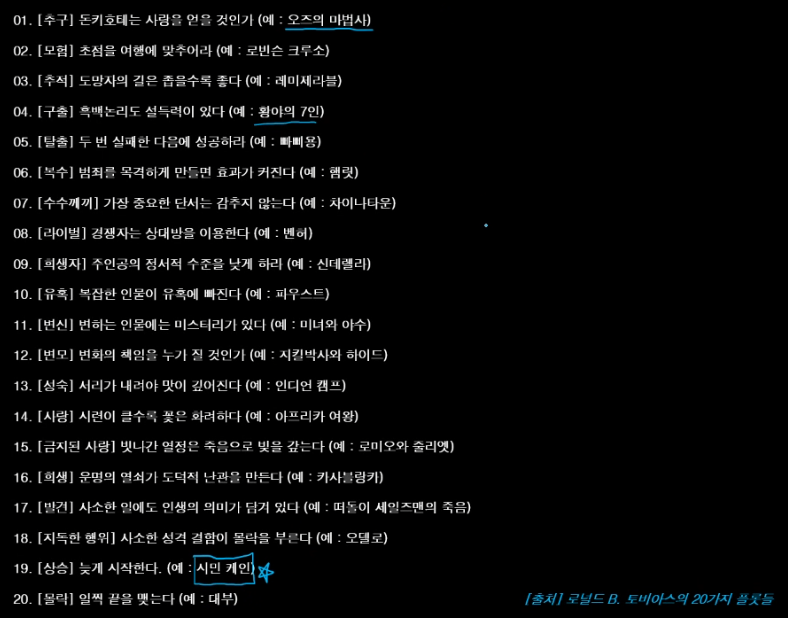 01. [추구] 돈키호테는 사랑을 얻을 것인가 (예 : 오즈의 마법사)
02. [모험] 초점을 여행에 맞추어라 (예 : 로빈슨 크루소)
03. [추적] 도망자의 길은 좁을수록 좋다 (예 : 레미제라블)
04. [구출] 흑백논리도 설득력이 있다 (예 : 황야의 7인)
05. [탈출] 두 번 실패한 다음에 성공하라 (예 : 빠삐용)
06. [복수] 범죄를 목격하게 만들면 효과가 커진다 (예 : 햄릿)
07. [수수께끼] 가장 중요한 단서는 감추지 않는다 (예 : 차이나타운)
08. [라이벌] 경쟁자는 상대방을 이용한다 (예 : 벤허)
09. [희생자] 주인공의 정서적 수준을 낮게 하라 (예 : 신데렐라)
10. [유혹] 복잡한 인물이 유혹에 빠진다 (예 : 파우스트)
11. [변신] 변하는 인물에는 미스터리가 있다 (예 : 미녀와 야수)
12. [변모] 변화의 책임을 누가 질 것인가 (예 : 지킬박사와 하이드)
13. [성숙] 서리가 내려야 맛이 깊어진다 (예 : 인디언 캠프)
14. [사랑] 시련이 클수록 꽃은 화려하다 (예 : 아프리카 여왕)
15. [금지된 사랑] 빗나간 열정은 죽음으로 빚을 갚는다 (예 : 로미오와 줄리엣)
16. [희생] 운명의 열쇠가 도덕적 난관을 만든다 (예 : 카사블랑카)
17. [발견] 사소한 일에도 인생의 의미가 담겨 있다 (예 : 떠돌이 세일즈맨의 죽음)
18. [지독한 행위] 사소한 성격 결함이 몰락을 부른다 (예 : 오델로)
19. [상승] 늦게 시작한다. (예 : 시민 케인)
20. [몰락] 일찍 끝을 맺는다 (예 : 대부)
[출처] 로널드 B. 토비아스의 20가지 플롯들